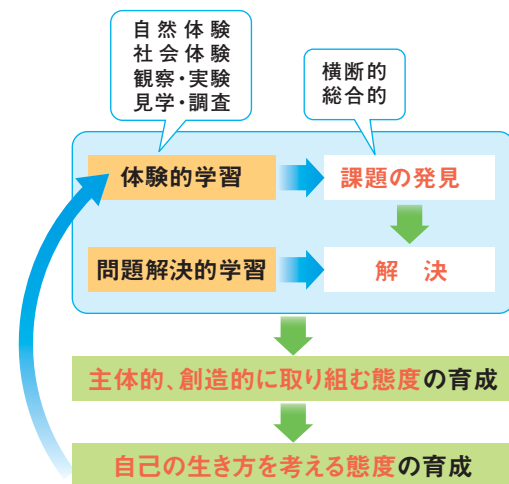 自然体験
社会体験
観察・実験
見学・調査
横断的
総合的
体験的学習
課題の発見
問題解決的学習
解　決
主体的、創造的に取り組む態度の育成
自己の生き方を考える態度の育成